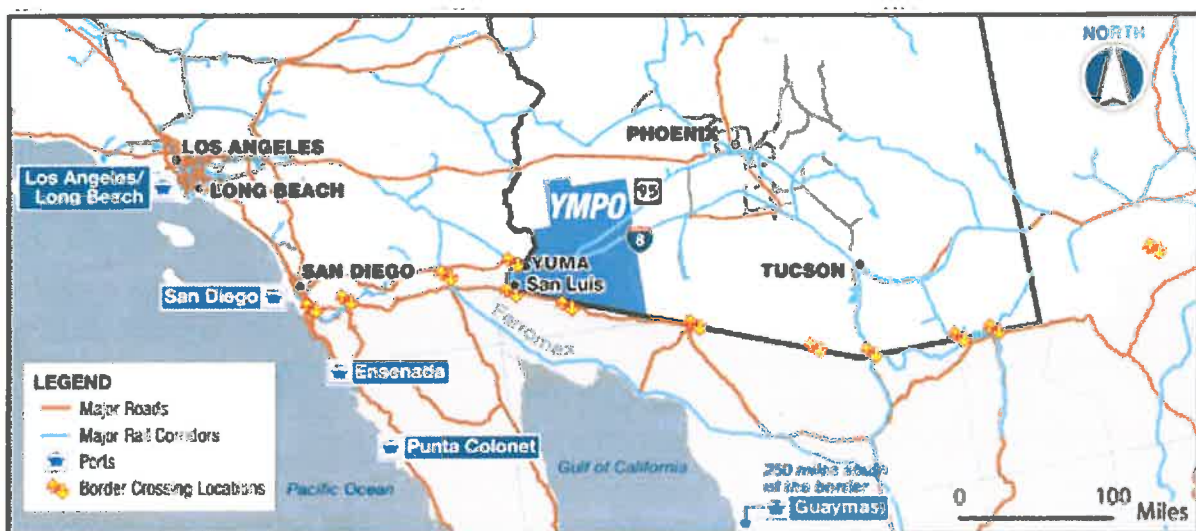 NORTH
PHOENIX
LOS ANGELES
Los Angeles/
Long Beach
LONG BEACH
YMPO
95
8
YUMA
San Luis
TUCSON
SAN DIEGO
San Diego
Ferromex
Ensenada
LEGEND
Major Roads
Major Rail Corridors
Ports
Border Crossing Locations
Punta Colonet
Pacific Ocean
Gulf of California
250 miles south
of the border
Guaymas
0 100
Miles